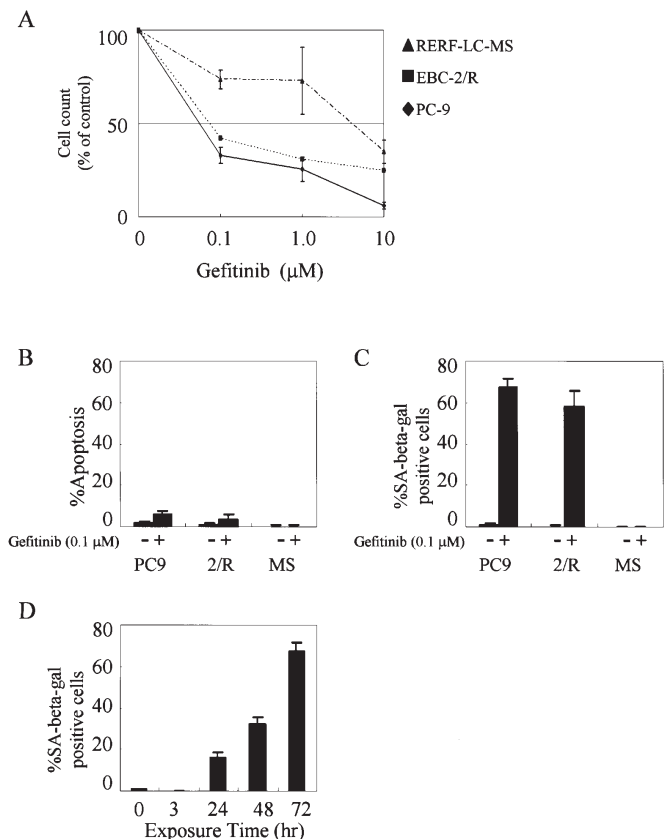 A
100
50
0
Cell count
(% of control)
0 0.1 1.0 10
Gefitinib (μM)
RERF-LC-MS
EBC-2/R
PC-9
B
80
60
40
20
0
%Apoptosis
Gefitinib (0.1 μM) - + - + - +
PC9 2/R MS
C
80
60
40
20
0
%SA-beta-gal
positive cells
Gefitinib (0.1 μM) - + - + - +
PC9 2/R MS
D
80
60
40
20
0
%SA-beta-gal
positive cells
0 3 24 48 72
Exposure Time (hr)